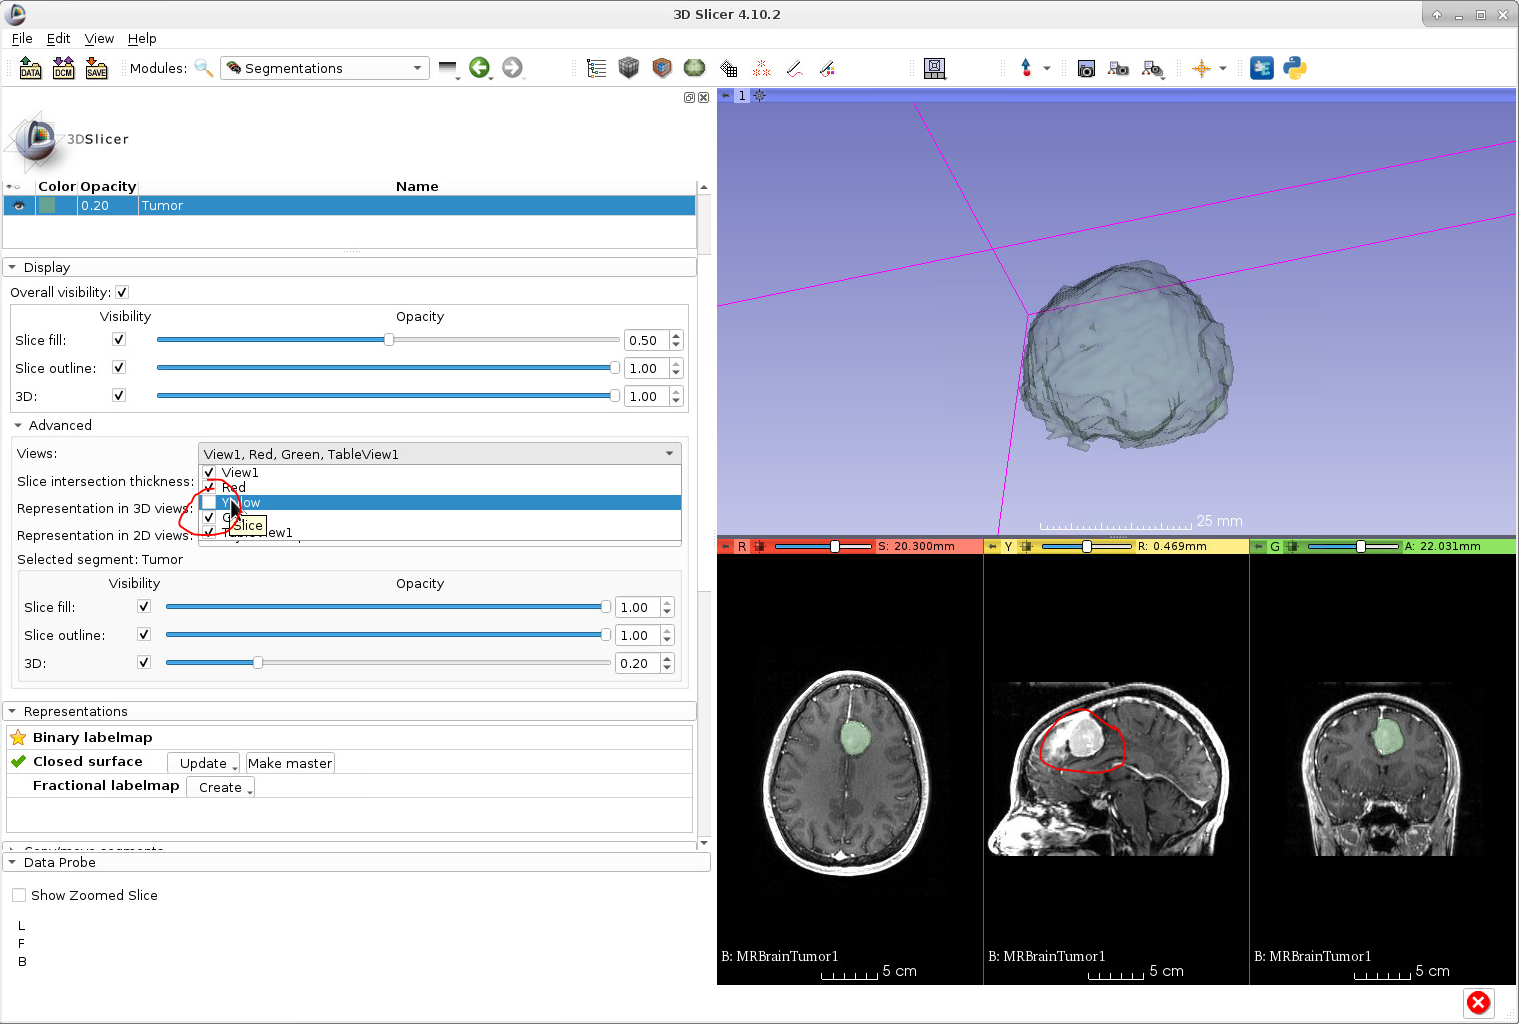 3D Slicer 4.10.2
File Edit View Help
DATA DCM SAVE Modules: Segmentations
1
3DSlicer
Color Opacity Name
0.20 Tumor
Display
Overall visibility:
Visibility Opacity
Slice fill: 0.50
Slice outline: 1.00
3D: 1.00
Advanced
Views: View1, Red, Green, TableView1
View1
Slice intersection thickness: Red
Representation in 3D views:
Slice
Representation in 2D views: TableView1
Selected segment: Tumor
Visibility Opacity
Slice fill: 1.00
Slice outline: 1.00
3D: 0.20
Representations
Binary labelmap
Closed surface Update Make master
Fractional labelmap Create
Copy/move segments
Data Probe
Show Zoomed Slice
L
F
B
25 mm
R S: 20.300mm
Y R: 0.469mm
G A: 22.031mm
B: MRBrainTumor1
5 cm
B: MRBrainTumor1
5 cm
B: MRBrainTumor1
5 cm